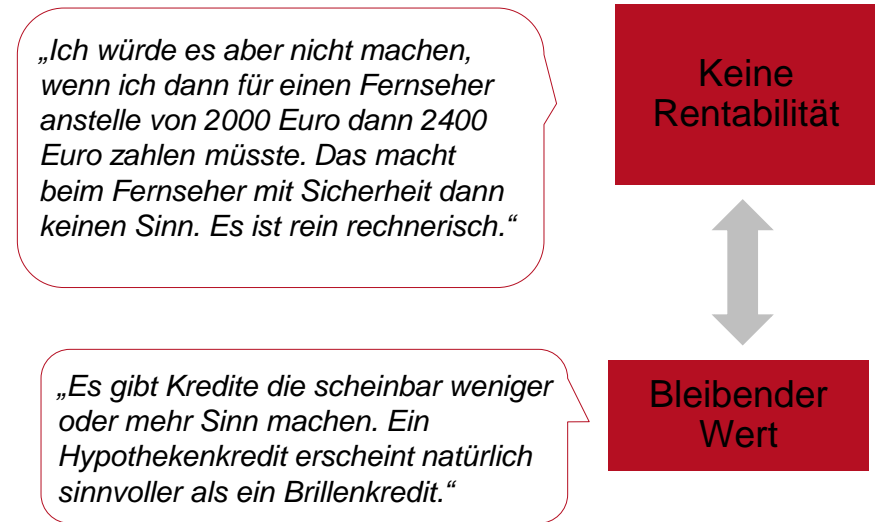 „Ich würde es aber nicht machen,
wenn ich dann für einen Fernseher
anstelle von 2000 Euro dann 2400
Euro zahlen müsste. Das macht
beim Fernseher mit Sicherheit dann
keinen Sinn. Es ist rein rechnerisch.“
Keine
Rentabilität
„Es gibt Kredite die scheinbar weniger
oder mehr Sinn machen. Ein
Hypothekenkredit erscheint natürlich
sinnvoller als ein Brillenkredit.“
Bleibender
Wert